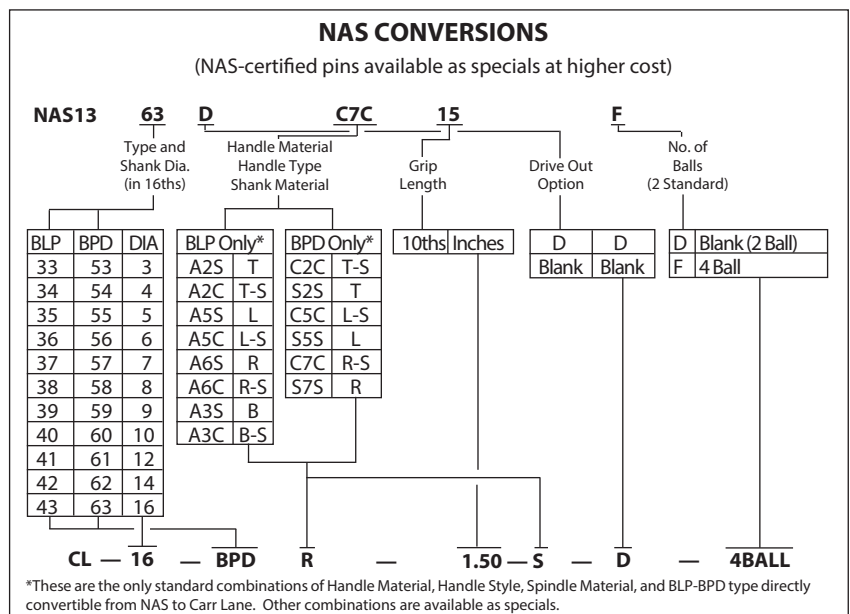 NAS CONVERSIONS
(NAS-certified pins available as specials at higher cost)
NAS13 63 D C7C 15 F
Type and
Shank Dia.
(in 16ths)
Handle Material
Handle Type
Shank Material
Grip
Length
Drive Out
Option
No. of
Balls
(2 Standard)
BLP BPD DIA
33 53 3
34 54 4
35 55 5
36 56 6
37 57 7
38 58 8
39 59 9
40 60 10
41 61 12
42 62 14
43 63 16
BLP Only*
A2S T
A2C T-S
A5S L
A5C L-S
A6S R
A6C R-S
A3S B
A3C B-S
BPD Only*
C2C T-S
S2S T
C5C L-S
S5S L
C7C R-S
S7S R
10ths Inches
D D
Blank Blank
D Blank (2 Ball)
F 4 Ball
CL — 16 — BPD R — 1.50 — S — D — 4BALL
*These are the only standard combinations of Handle Material, Handle Style, Spindle Material, and BLP-BPD type directly
convertible from NAS to Carr Lane. Other combinations are available as specials.